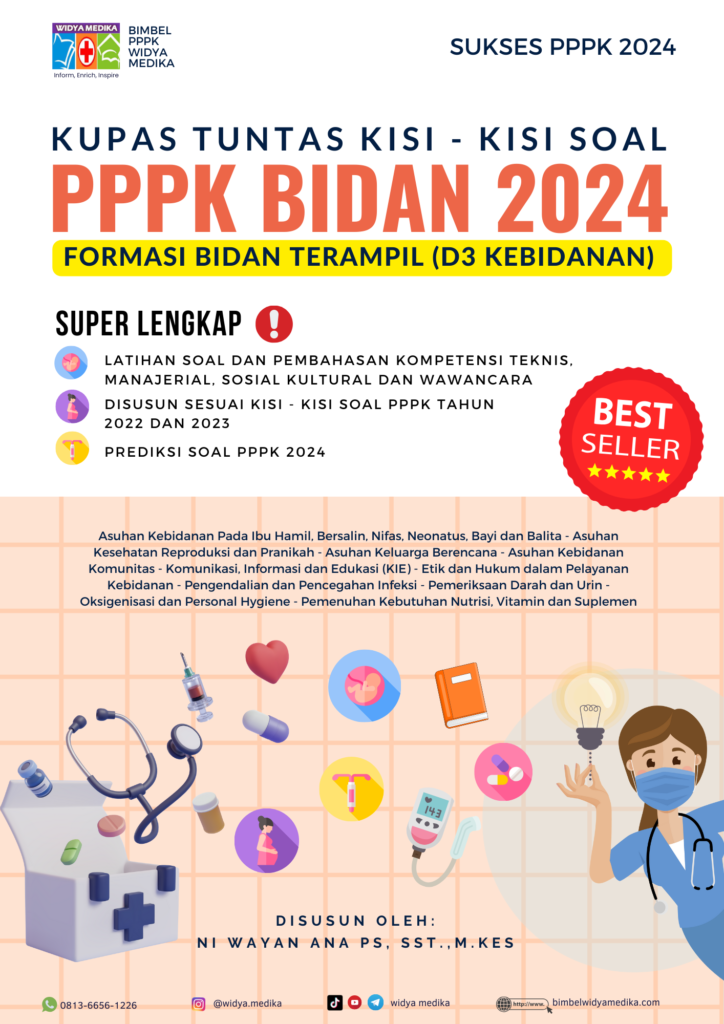 WIDYA MEDIKA
Inform, Enrich, Inspire
BIMBEL
PPPK
WIDYA
MEDIKA
SUKSES PPPK 2024
KUPAS TUNTAS KISI - KISI SOAL
PPPK BIDAN 2024
FORMASI BIDAN TERAMPIL (D3 KEBIDANAN)
SUPER LENGKAP
LATIHAN SOAL DAN PEMBAHASAN KOMPETENSI TEKNIS,
MANAJERIAL, SOSIAL KULTURAL DAN WAWANCARA
DISUSUN SESUAI KISI - KISI SOAL PPPK TAHUN
2022 DAN 2023
PREDIKSI SOAL PPPK 2024
BEST
SELLER
Asuhan Kebidanan Pada Ibu Hamil, Bersalin, Nifas, Neonatus, Bayi dan Balita - Asuhan
Kesehatan Reproduksi dan Pranikah - Asuhan Keluarga Berencana - Asuhan Kebidanan
Komunitas - Komunikasi, Informasi dan Edukasi (KIE) - Etik dan Hukum dalam Pelayanan
Kebidanan - Pengendalian dan Pencegahan Infeksi - Pemeriksaan Darah dan Urin -
Oksigenisasi dan Personal Hygiene - Pemenuhan Kebutuhan Nutrisi, Vitamin dan Suplemen
143
DISUSUN OLEH:
NI WAYAN ANA PS, SST.,M.KES
0813-6656-1226
@widya.medika
widya medika
http://www.
bimbelwidyamedika.com